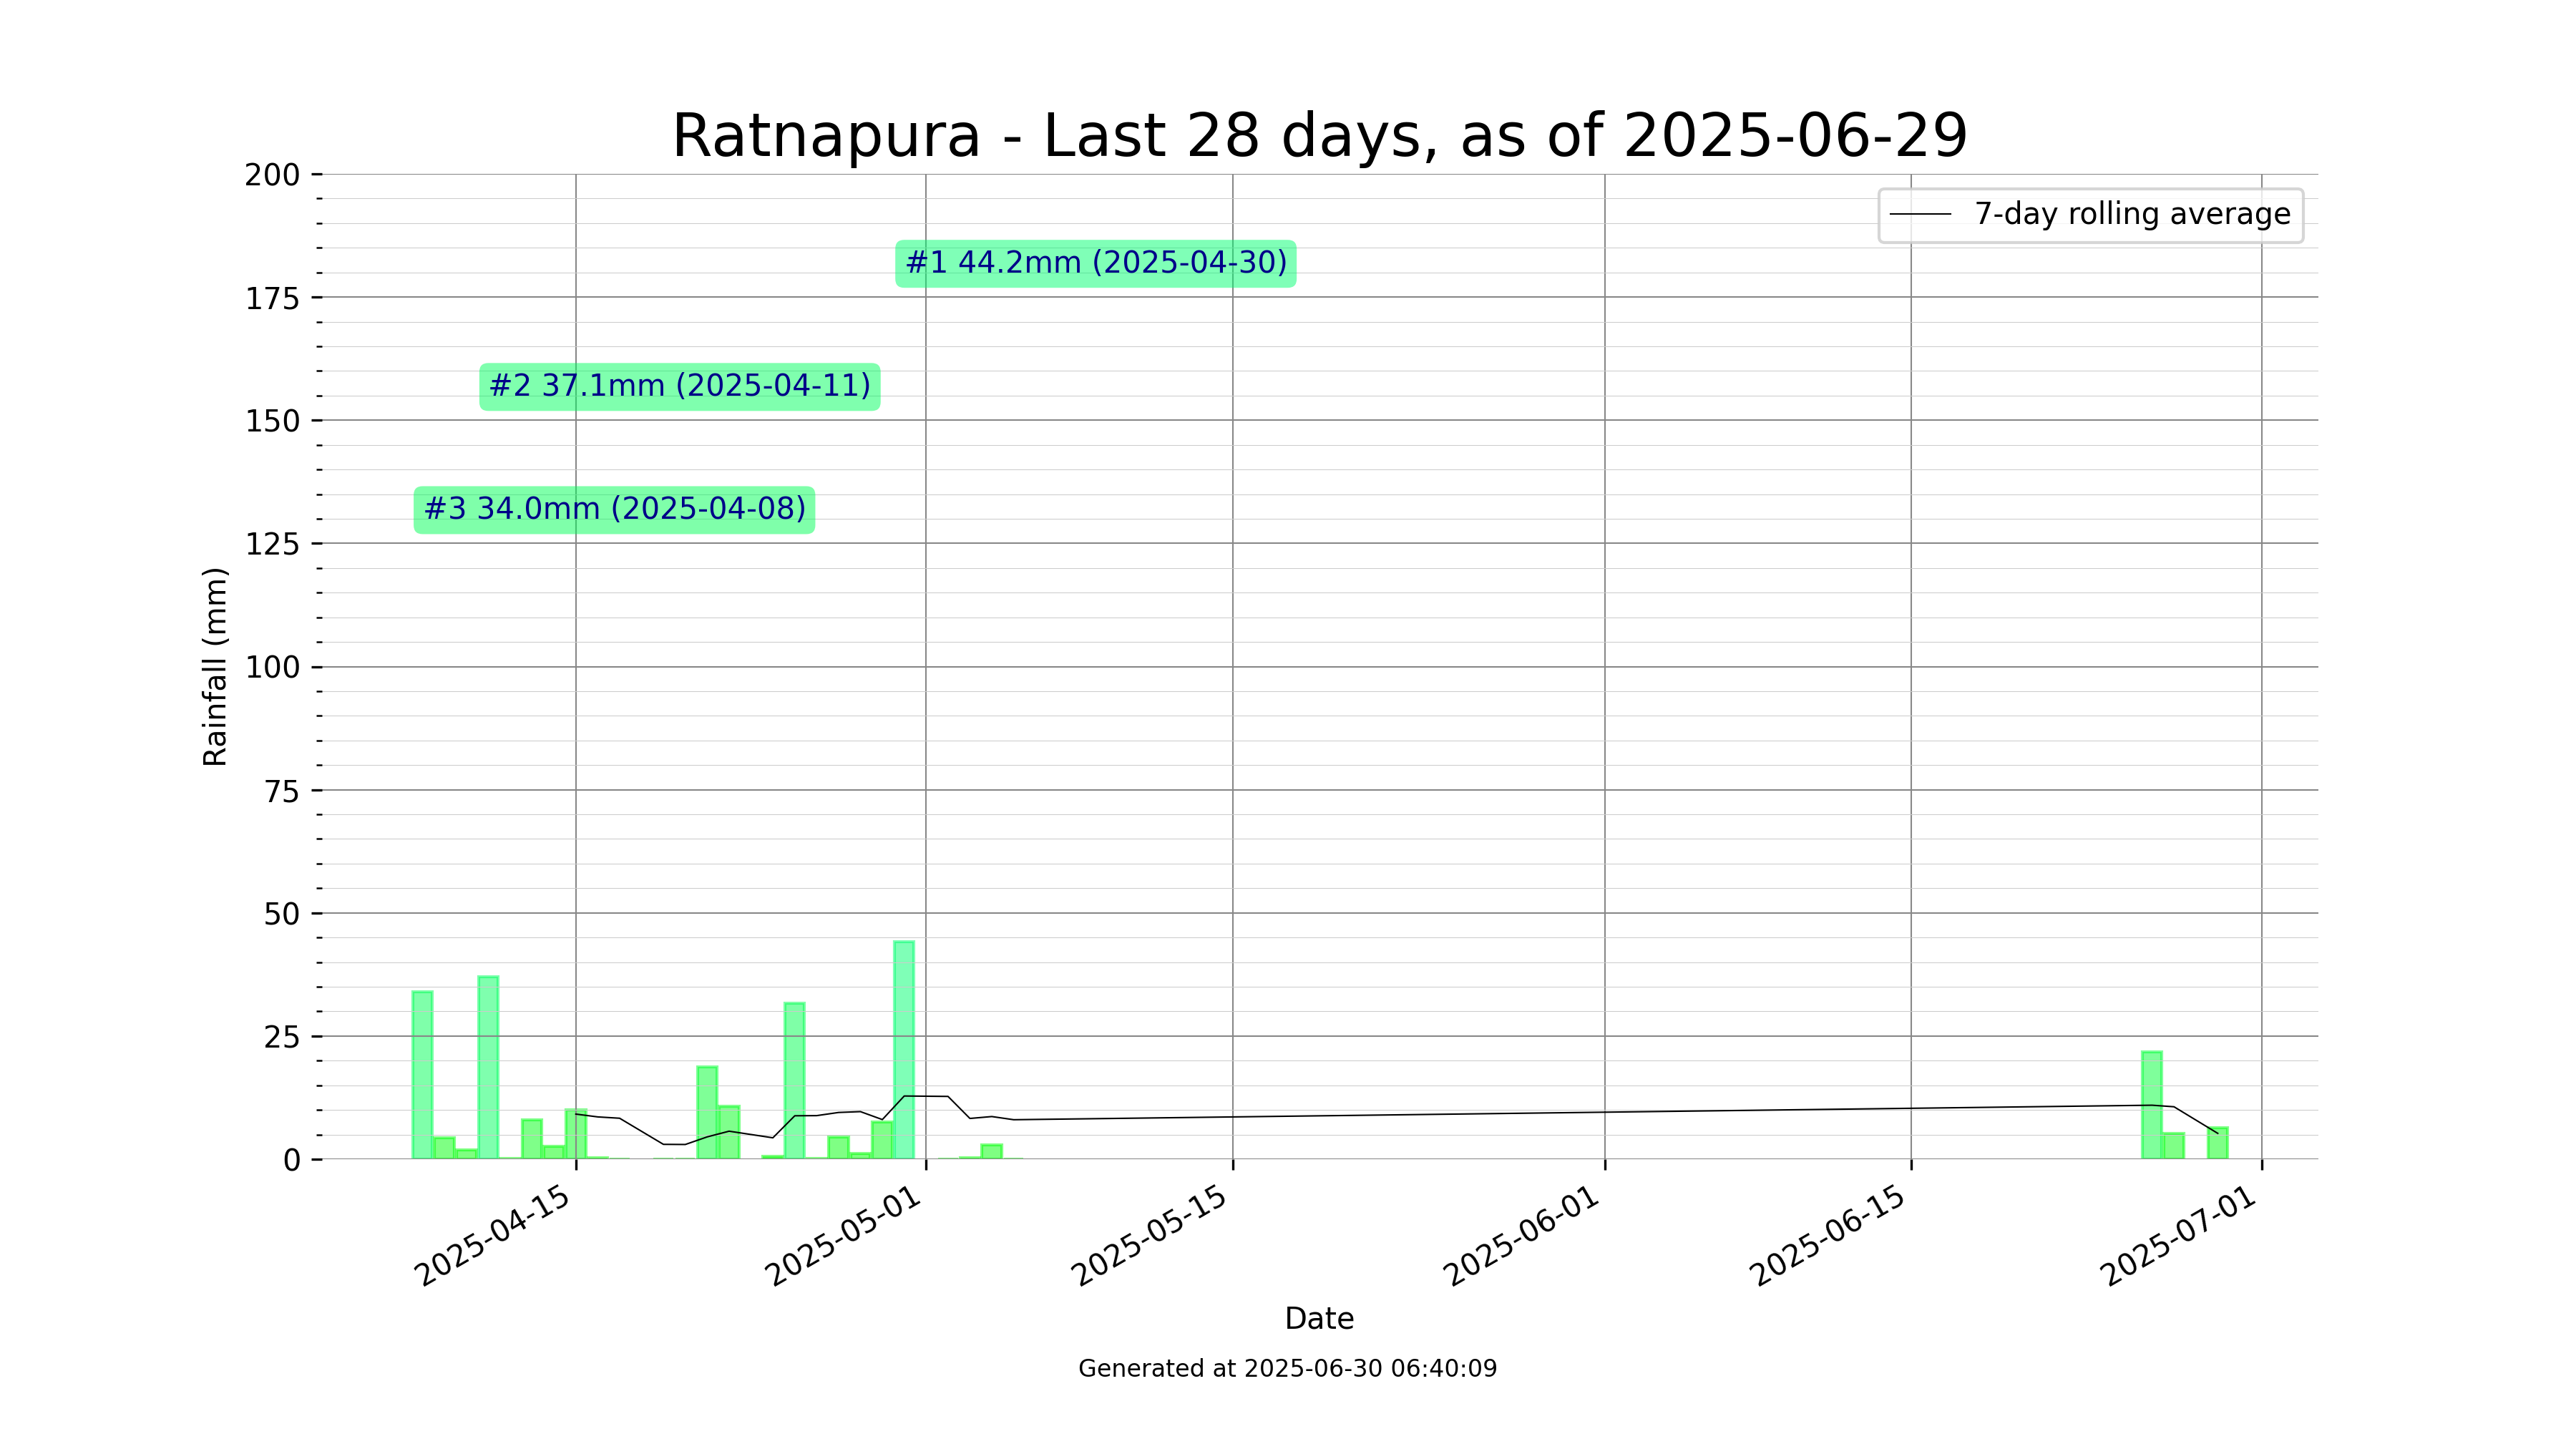 Ratnapura - Last 28 days, as of 2025-06-29
200
175
150
125
100
75
50
25
0
Rainfall (mm)
7-day rolling average
#1 44.2mm (2025-04-30)
#2 37.1mm (2025-04-11)
#3 34.0mm (2025-04-08)
2025-04-15
2025-05-01
2025-05-15
2025-06-01
2025-06-15
2025-07-01
Date
Generated at 2025-06-30 06:40:09